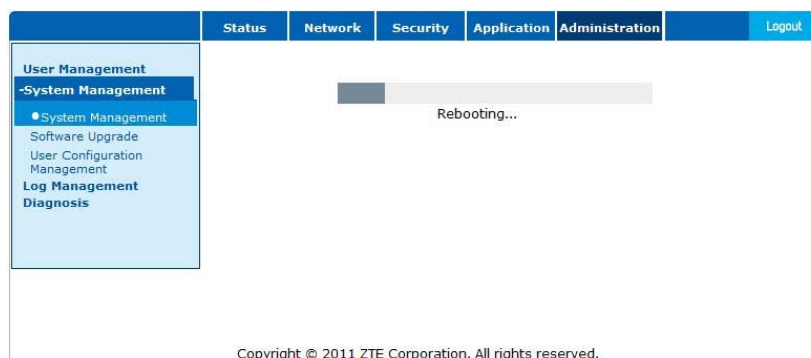 Status Network Security Application Administration Logout
User Management
-System Management
System Management
Software Upgrade
User Configuration
Management
Log Management
Diagnosis
Rebooting...
Copyright © 2011 ZTE Corporation. All rights reserved.